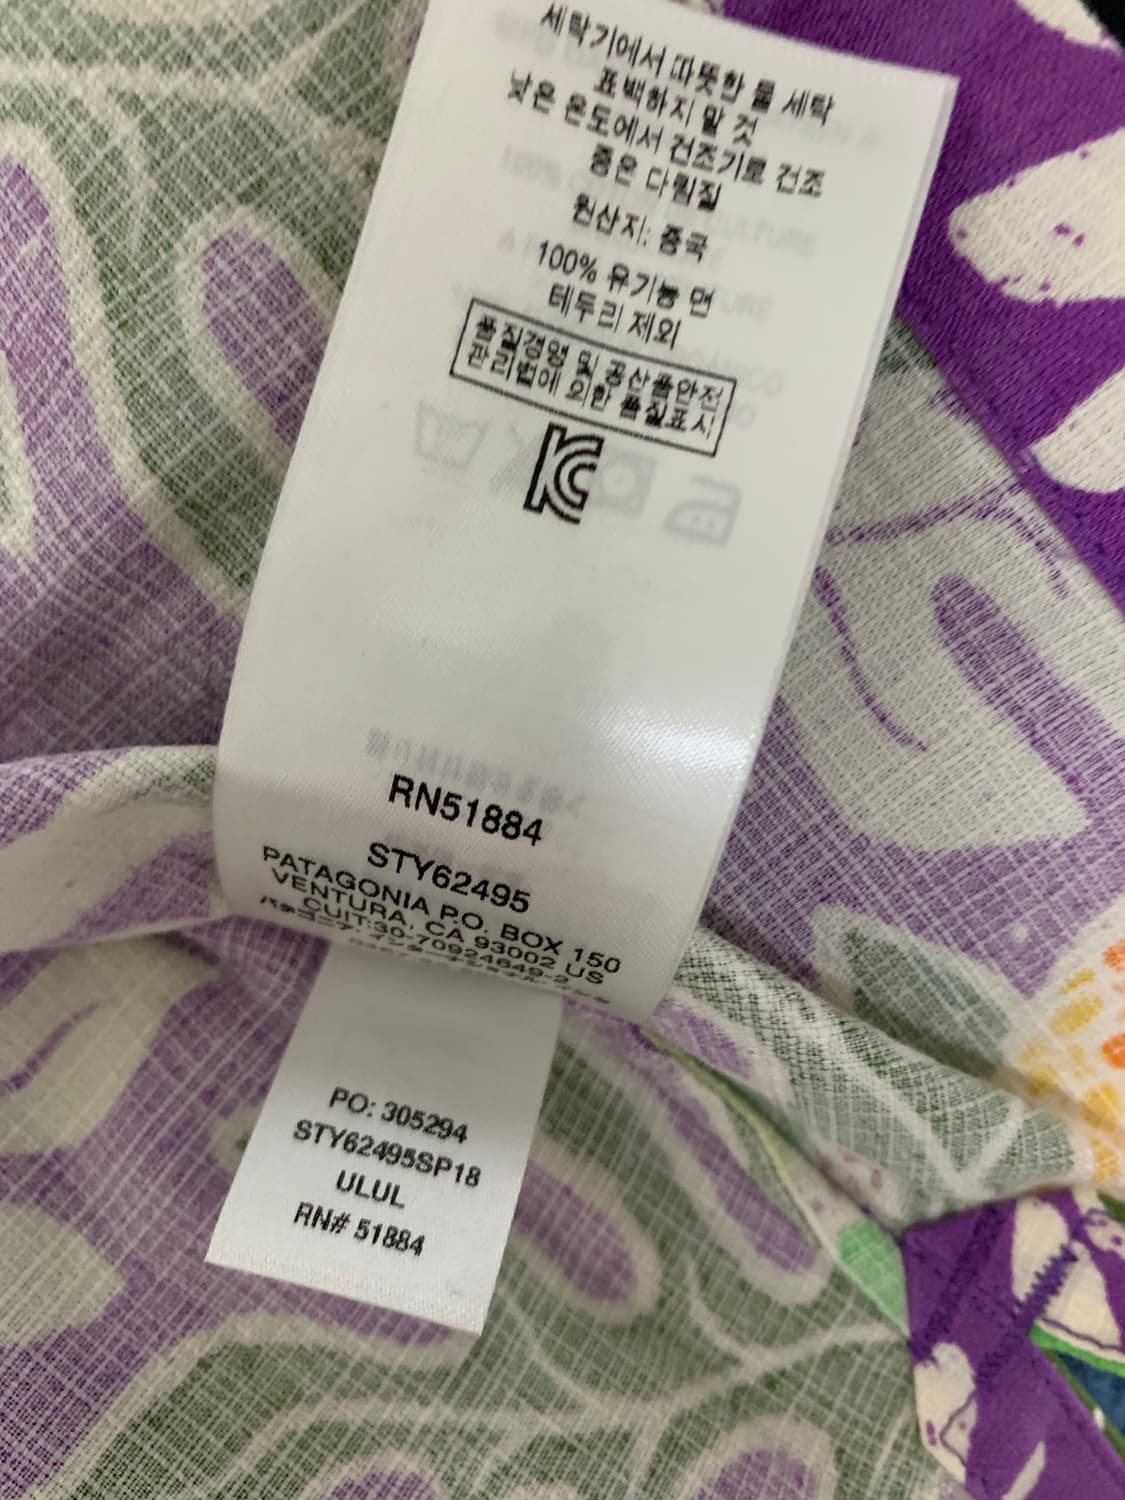 세탁기에서 따뜻한 물 세탁
표백하지 말 것
낮은 온도에서 건조기로 건조
중온 다림질
원산지: 중국
100% 유기농 면
테두리 제외
품질경영 및 공산품안전
관리법에 의한 품질표시
KC
RN51884
STY62495
PATAGONIA P.O. BOX 150
VENTURA, CA 93002 US
CUIT:30-70924649-2
PO: 305294
STY62495SP18
ULUL
RN# 51884